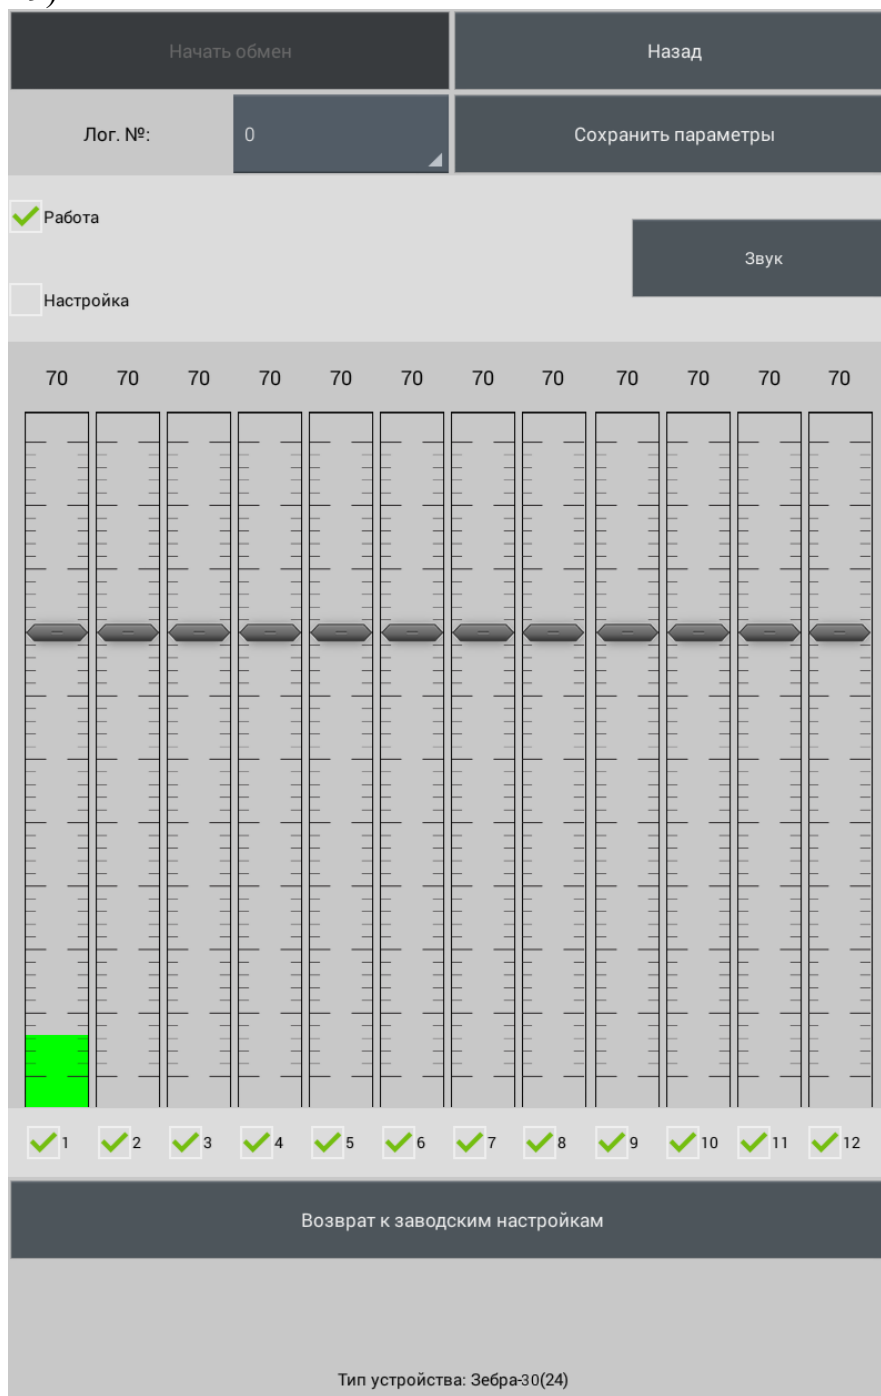 Начать обмен Назад
Лог. №: 0 Сохранить параметры
Работа
Звук
Настройка
70 70 70 70 70 70 70 70 70 70 70 70
1 2 3 4 5 6 7 8 9 10 11 12
Возврат к заводским настройкам
Тип устройства: Зебра-30(24)